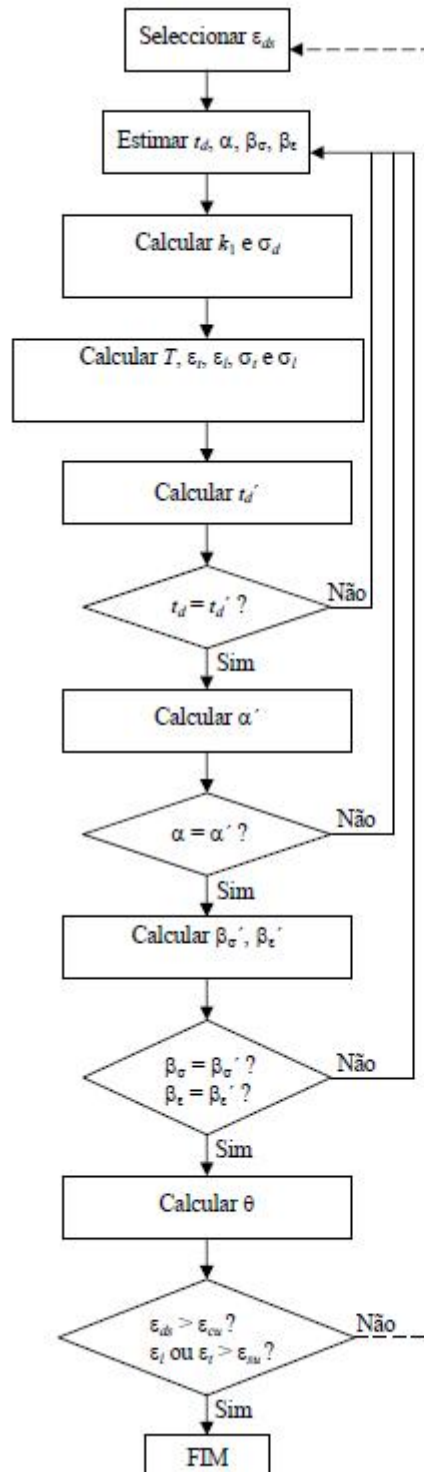 Seleccionar ε_ds
Estimar t_d, α, β_σ, β_ε
Calcular k_1 e σ_d
Calcular T, ε_t, ε_l, σ_t e σ_l
Calcular t_d´
t_d = t_d´ ?
Não
Sim
Calcular α´
α = α´ ?
Não
Sim
Calcular β_σ´, β_ε´
β_σ = β_σ´ ?
β_ε = β_ε´ ?
Não
Sim
Calcular θ
ε_ds > ε_cu ?
ε_l ou ε_t > ε_su ?
Não
Sim
FIM